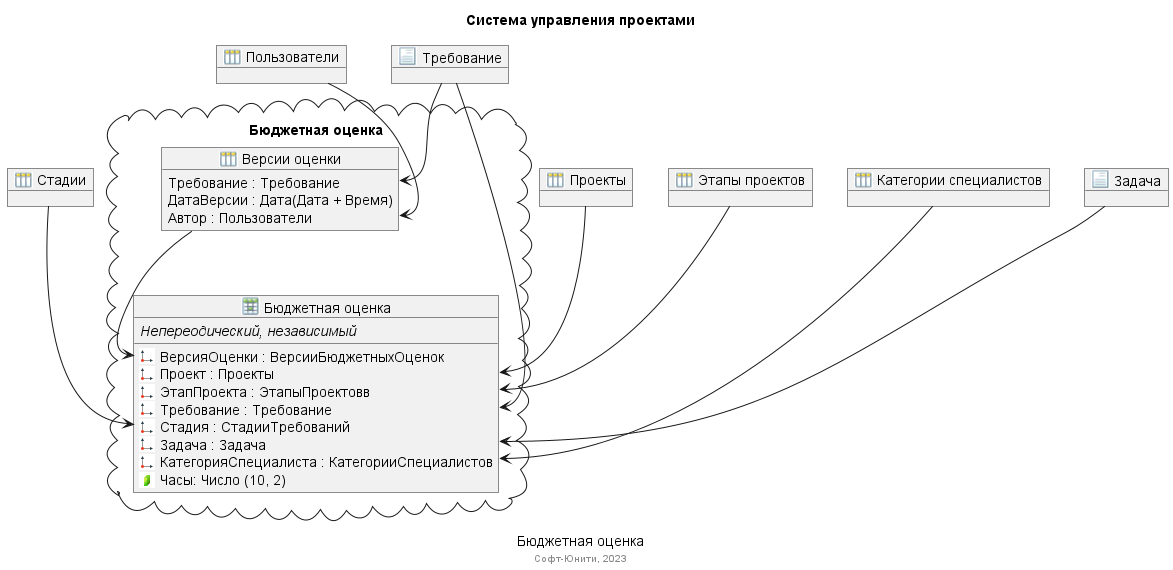 Система управления проектами
Пользователи
Требование
Бюджетная оценка
Версии оценки
Требование : Требование
ДатаВерсии : Дата(Дата + Время)
Автор : Пользователи
Стадии
Проекты
Этапы проектов
Категории специалистов
Задача
Бюджетная оценка
Непереодический, независимый
ВерсияОценки : ВерсииБюджетныхОценок
Проект : Проекты
ЭтапПроекта : ЭтапыПроектовв
Требование : Требование
Стадия : СтадииТребований
Задача : Задача
КатегорияСпециалиста : КатегорииСпециалистов
Часы: Число (10, 2)
Бюджетная оценка
Софт-Юнити, 2023